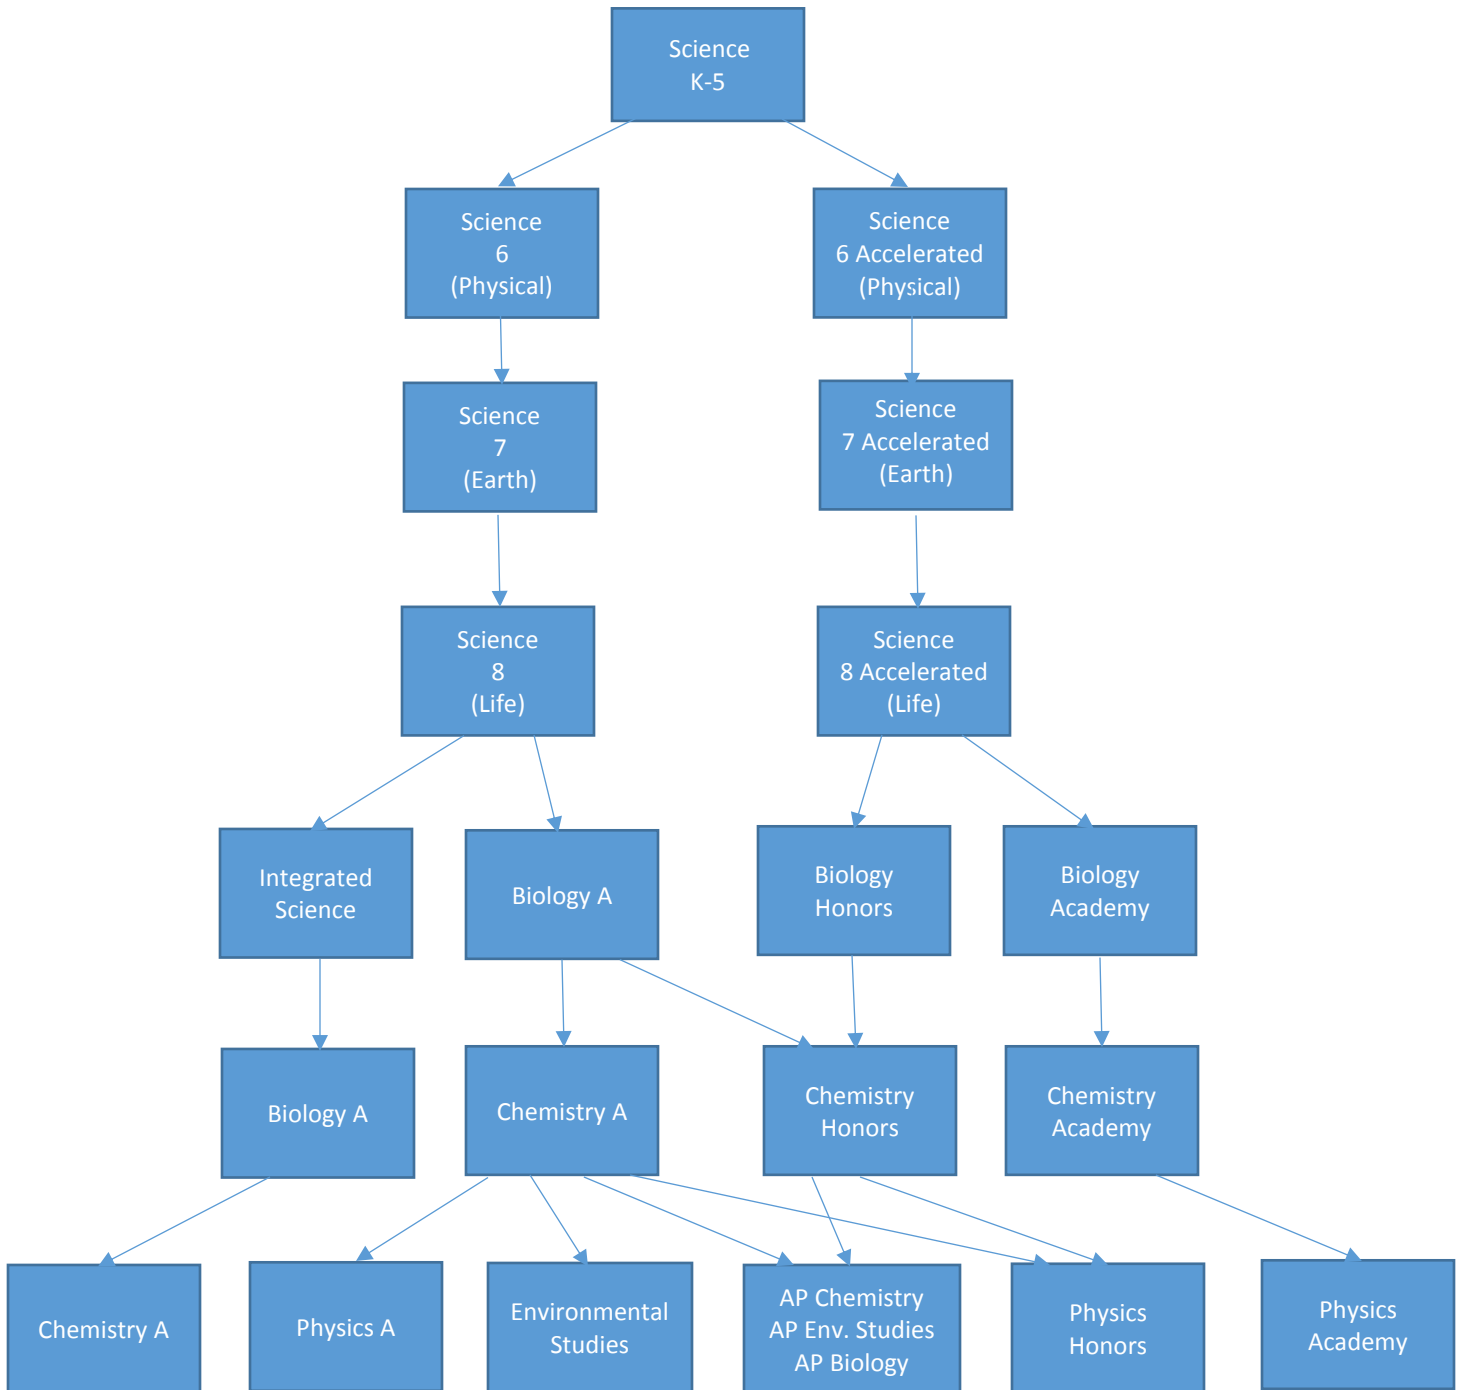 Science
K-5
Science
6
(Physical)
Science
6 Accelerated
(Physical)
Science
7
(Earth)
Science
7 Accelerated
(Earth)
Science
8
(Life)
Science
8 Accelerated
(Life)
Integrated
Science
Biology A
Biology
Honors
Biology
Academy
Biology A
Chemistry A
Chemistry
Honors
Chemistry
Academy
Chemistry A
Physics A
Environmental
Studies
AP Chemistry
AP Env. Studies
AP Biology
Physics
Honors
Physics
Academy